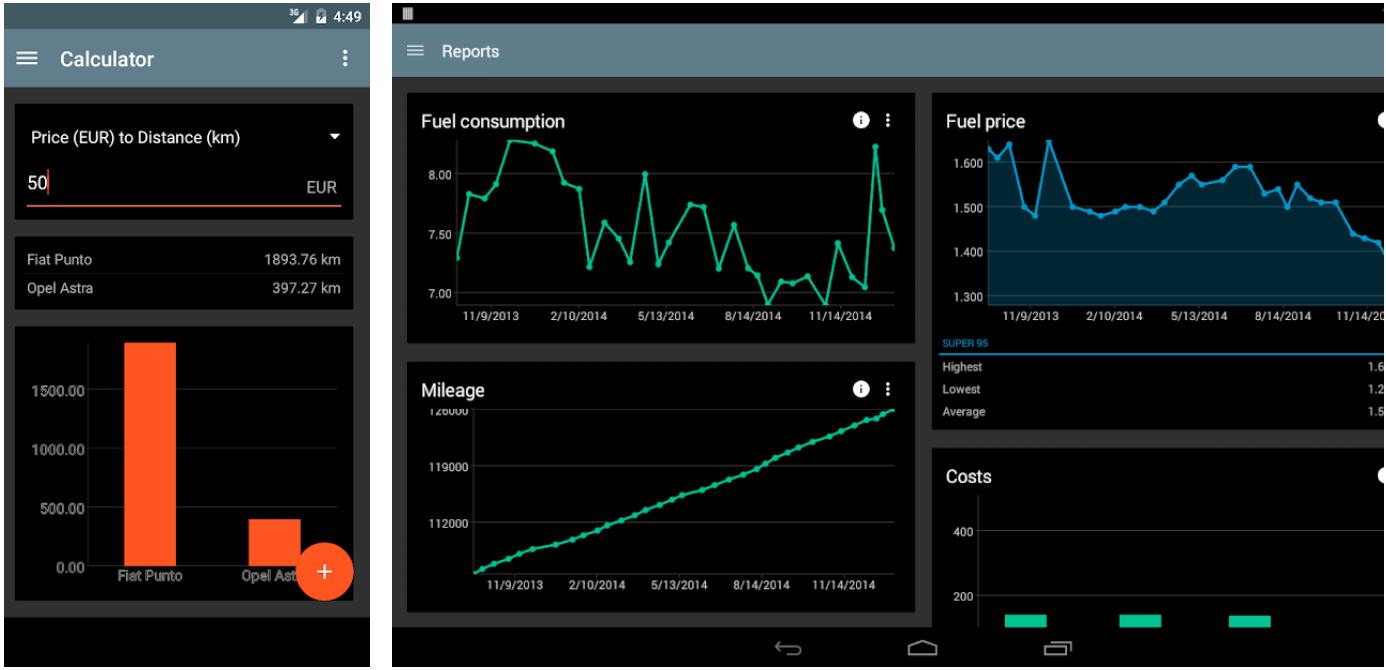 3G 4:49
Calculator
Price (EUR) to Distance (km)
50 EUR
Fiat Punto 1893.76 km
Opel Astra 397.27 km
1500.00
1000.00
500.00
0.00
Fiat Punto Opel Ast
+
Reports
Fuel consumption
8.00
7.50
7.00
11/9/2013 2/10/2014 5/13/2014 8/14/2014 11/14/2014
Mileage
126000
119000
112000
11/9/2013 2/10/2014 5/13/2014 8/14/2014 11/14/2014
Fuel price
1.600
1.500
1.400
1.300
11/9/2013 2/10/2014 5/13/2014 8/14/2014 11/14/20
SUPER 95
Highest 1.6
Lowest 1.2
Average 1.5
Costs
400
200